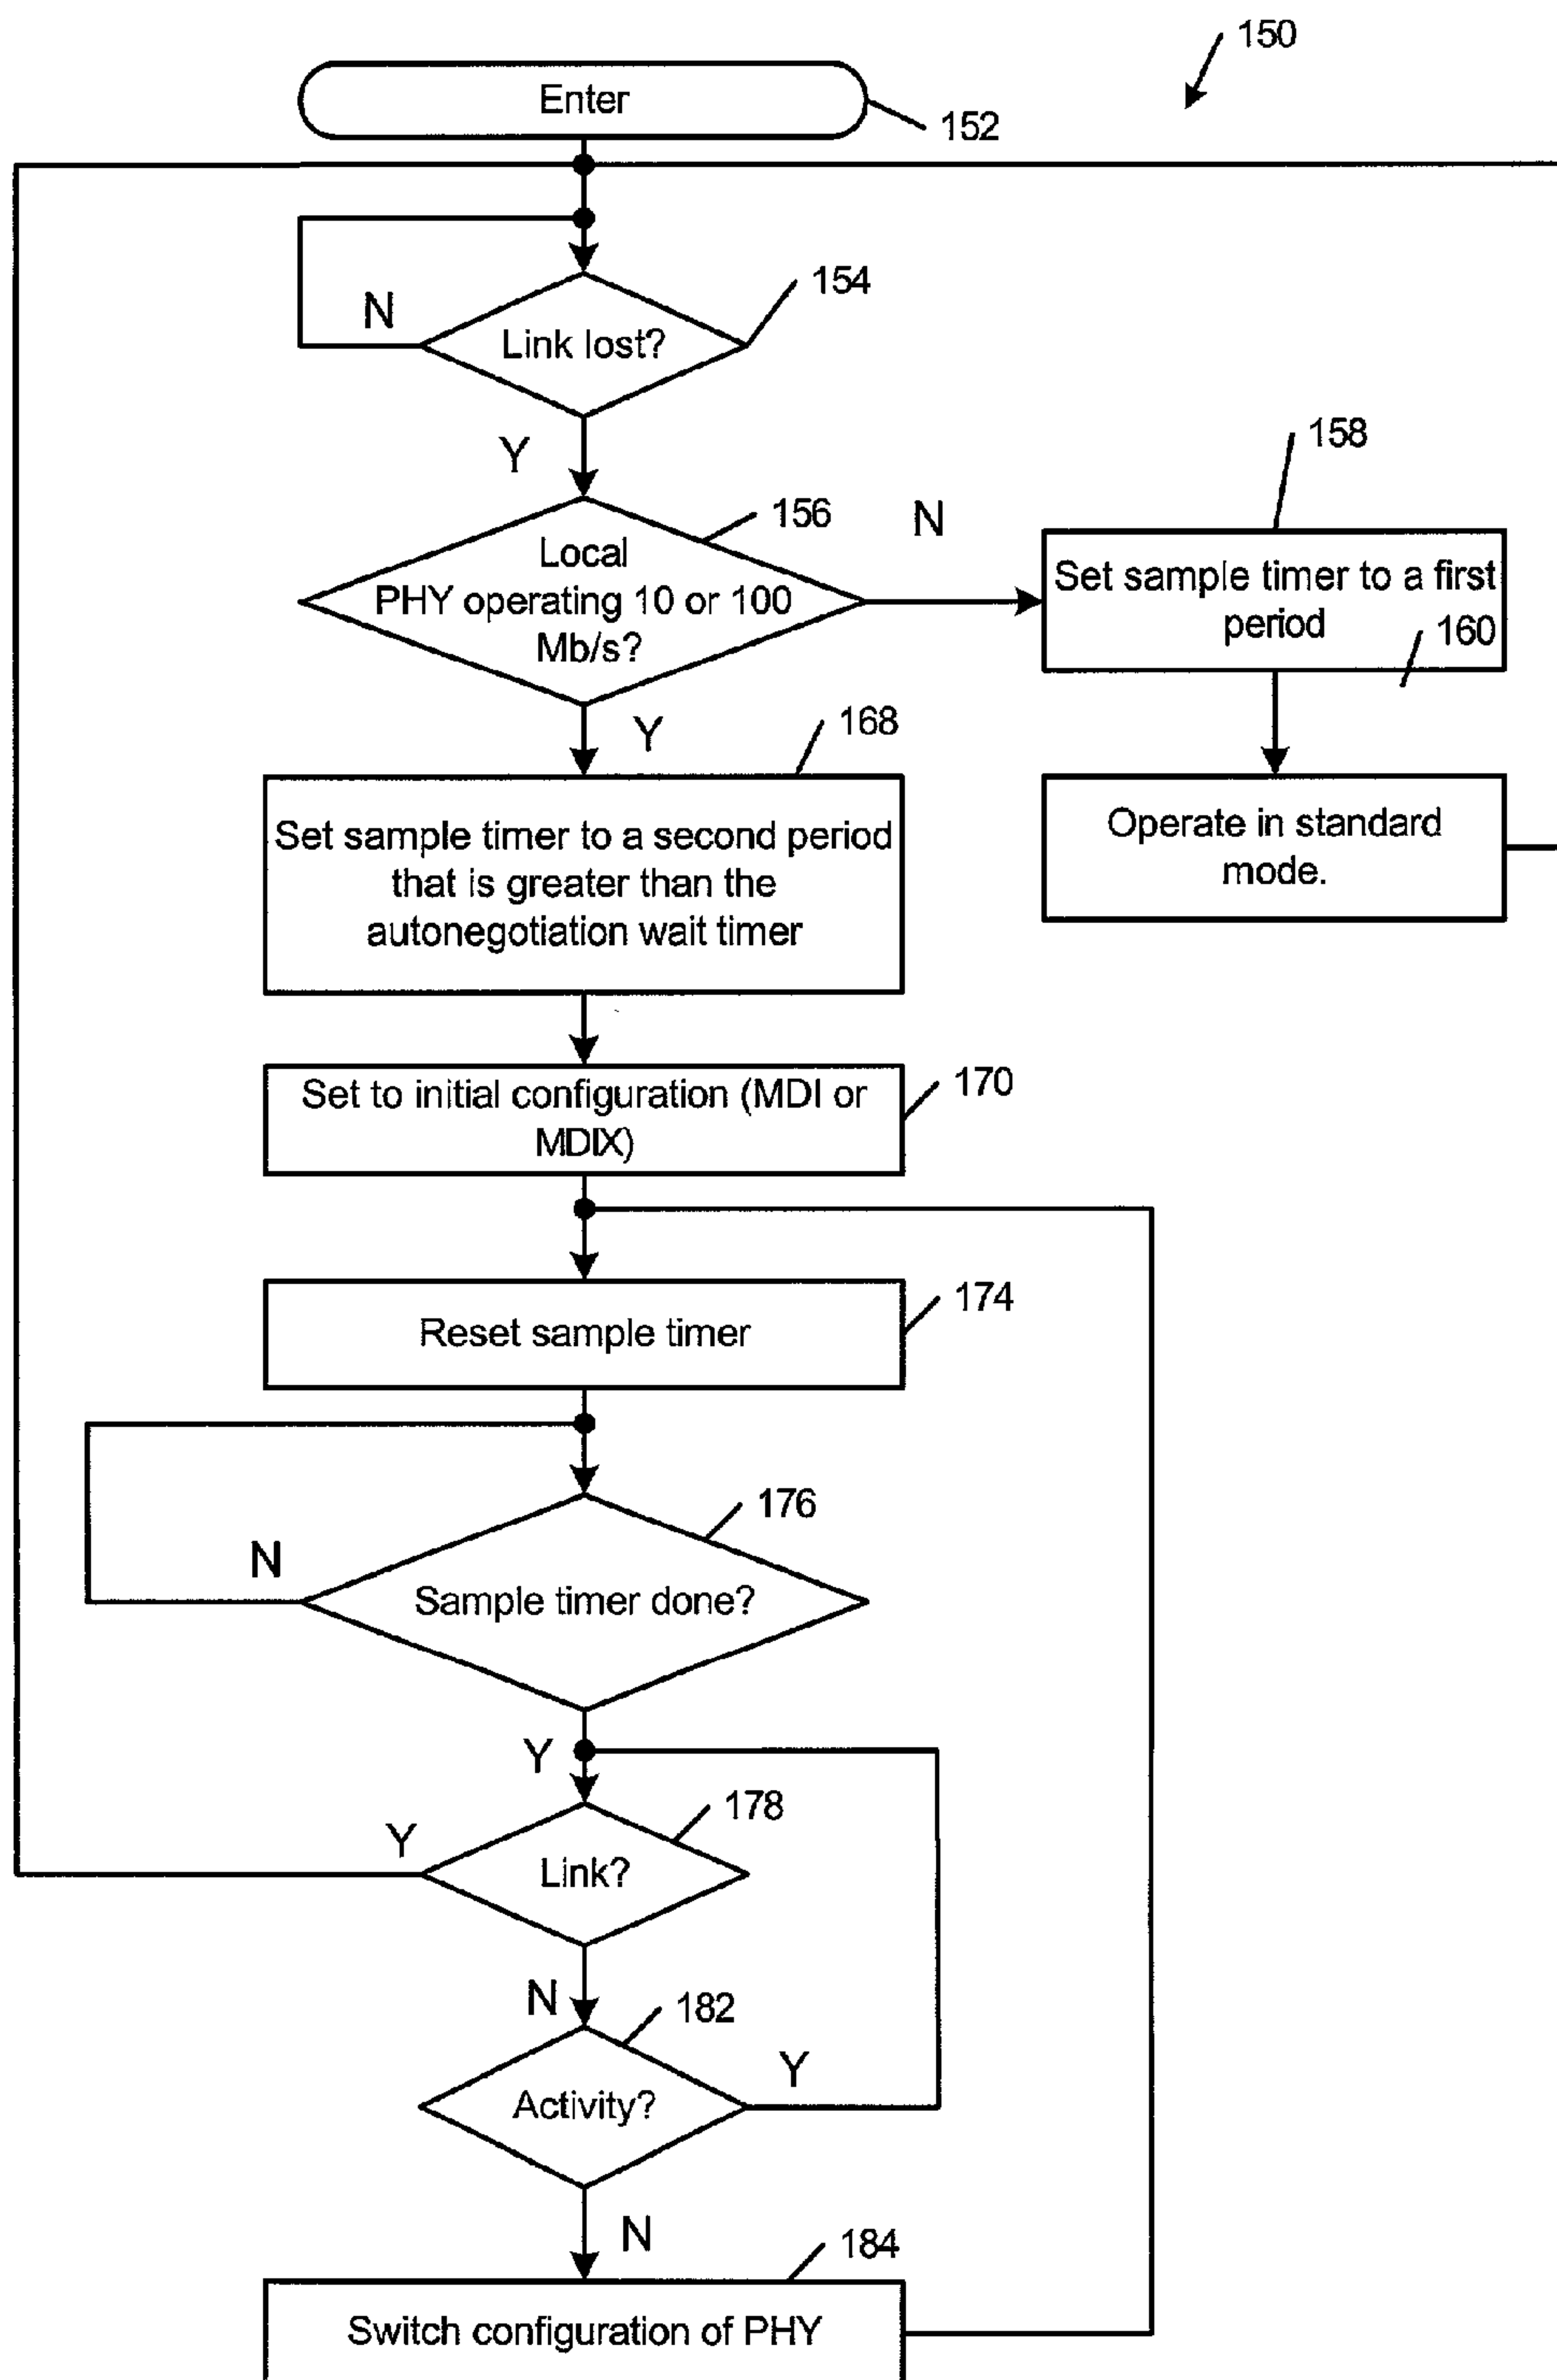 150
Enter
152
N
154
Link lost?
Y
158
156
N
Local
PHY operating 10 or 100
Mb/s?
Set sample timer to a first
period
160
Y
168
Set sample timer to a second period
that is greater than the
autonegotiation wait timer
Operate in standard
mode.
170
Set to initial configuration (MDI or
MDIX)
174
Reset sample timer
176
N
Sample timer done?
Y
178
Y
Link?
N
182
Y
Activity?
N
184
Switch configuration of PHY